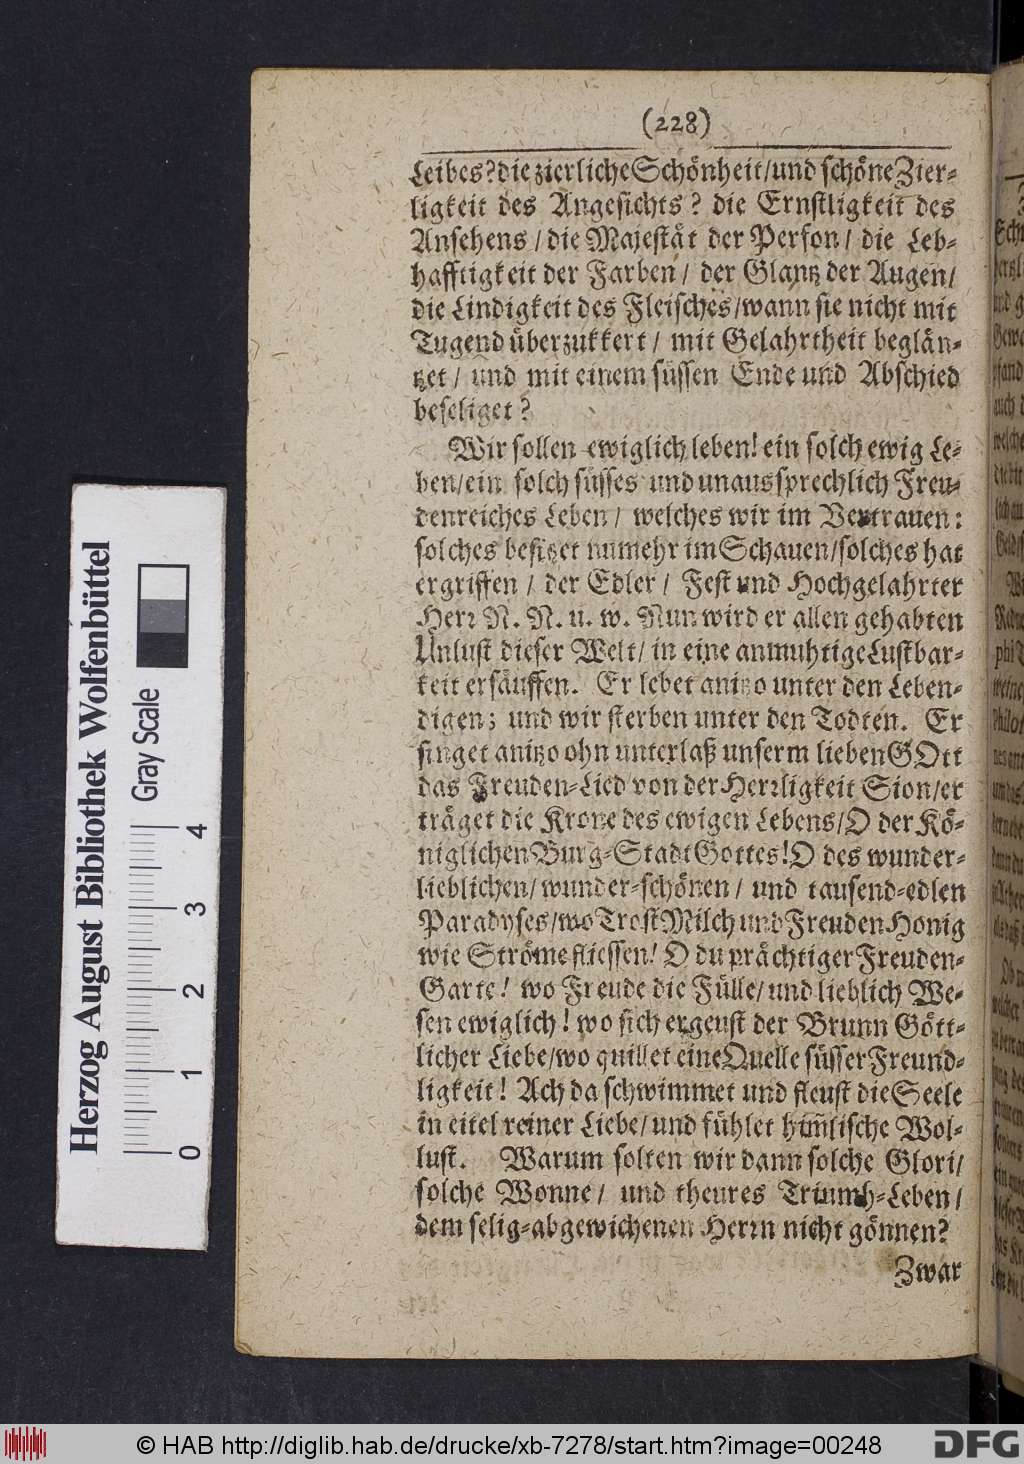 (228)
Leibes? die zierliche Schönheit/und schöne Zier-
ligkeit des Angesichts? die Ernstligkeit des
Ansehens/die Majestät der Person/ die Leb-
hafftigkeit der Farben/ der Glantz der Augen/
die Lindigkeit des Fleisches/wann sie nicht mit
Tugend überzukkert/ mit Gelahrtheit beglän-
tzet/ und mit einem süssen Ende und Abschied
beseliget?
Wir sollen ewiglich leben! ein solch ewig Le-
ben/ein solch süsses und unaussprechlich Freu-
denreiches Leben/ welches wir im Vertrauen:
solches besitzet numehr im Schauen/solches hat
ergriffen/ der Edler/ Fest und Hochgelahrter
Herr N. N. u. w. Nun wird er allen gehabten
Unlust dieser Welt/ in eine anmuhtige Lustbar-
keit ersäuffen. Er lebet anitzo unter den Leben-
digen; und wir sterben unter den Todten. Er
singet anitzo ohn unterlaß unserm lieben GOtt
das Freuden-Lied von der Herrligkeit Sion/er
träget die Krone des ewigen Lebens/O der Kö-
niglichen Burg-Stadt Gottes! O des wunder-
lieblichen/ wunder-schönen/ und tausend-edlen
Paradyses/wo Trost Milch und Freuden Honig
wie Ströme fliessen! O du prächtiger Freuden-
Garte! wo Freude die Fülle/ und lieblich We-
sen ewiglich! wo sich ergeust der Brunn Gött-
licher Liebe/wo quillet eine Quelle süsser Freund-
ligkeit! Ach da schwimmet und fleust die Seele
in eitel reiner Liebe/ und fühlet him̃lische Wol-
lust. Warum solten wir dann solche Glori/
solche Wonne/ und theures Triumh-Leben/
dem selig-abgewichenen Herrn nicht gönnen?
Zwar
Herzog August Bibliothek Wolfenbüttel
Gray Scale
0 1 2 3 4
© HAB http://diglib.hab.de/drucke/xb-7278/start.htm?image=00248
DFG